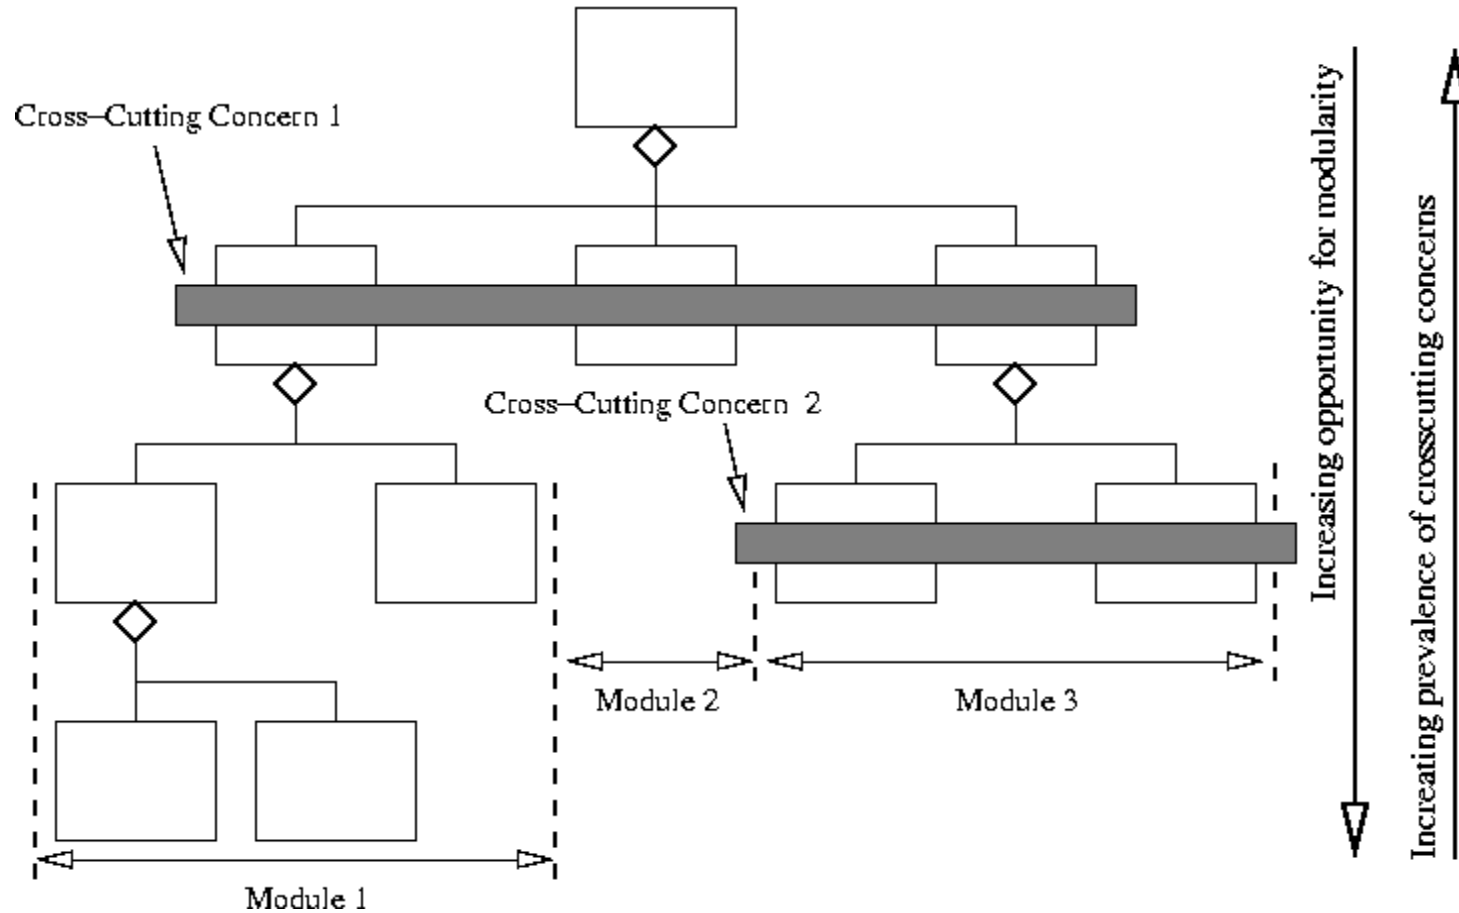 Cross–Cutting Concern 1
Cross–Cutting Concern 2
Module 2
Module 3
Module 1
Increasing opportunity for modularity
Increating prevalence of crosscuting concerns